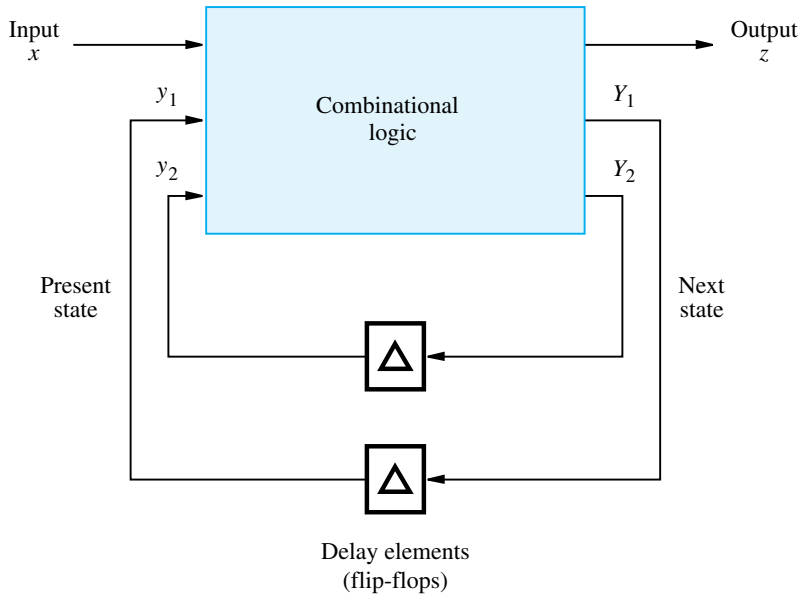 Input
x
Output
z
y1
Y1
Combinational
logic
y2
Y2
Present
state
Next
state
Delay elements
(flip-flops)